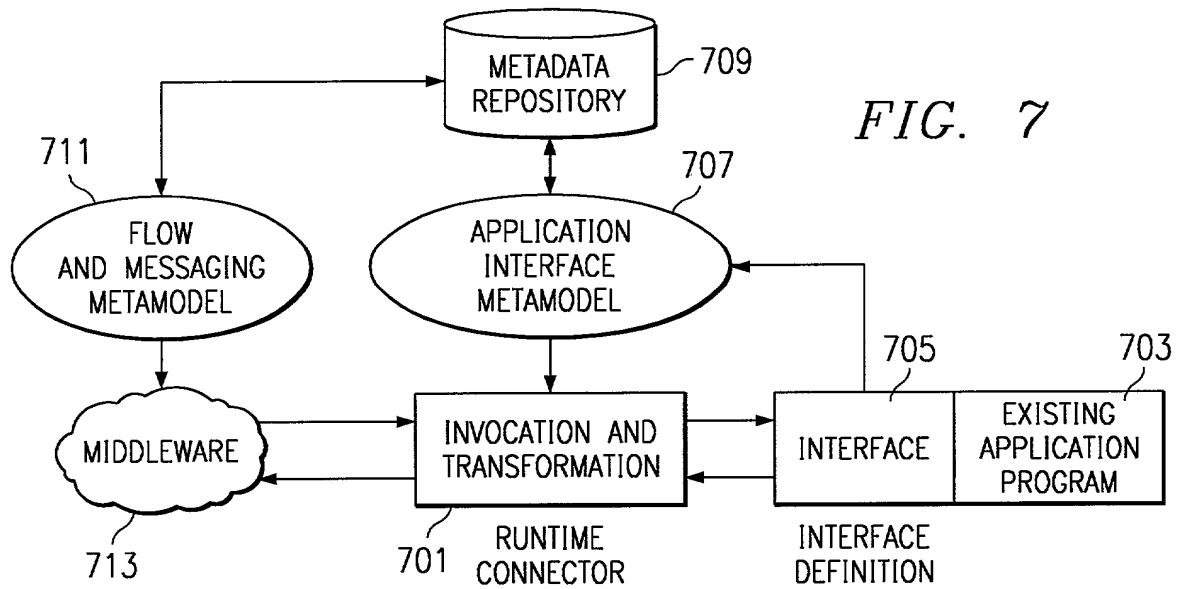 METADATA
REPOSITORY
709
FIG. 7
711
707
FLOW
AND MESSAGING
METAMODEL
APPLICATION
INTERFACE
METAMODEL
705
703
MIDDLEWARE
INVOCATION AND
TRANSFORMATION
INTERFACE
EXISTING
APPLICATION
PROGRAM
713
701
RUNTIME
CONNECTOR
INTERFACE
DEFINITION